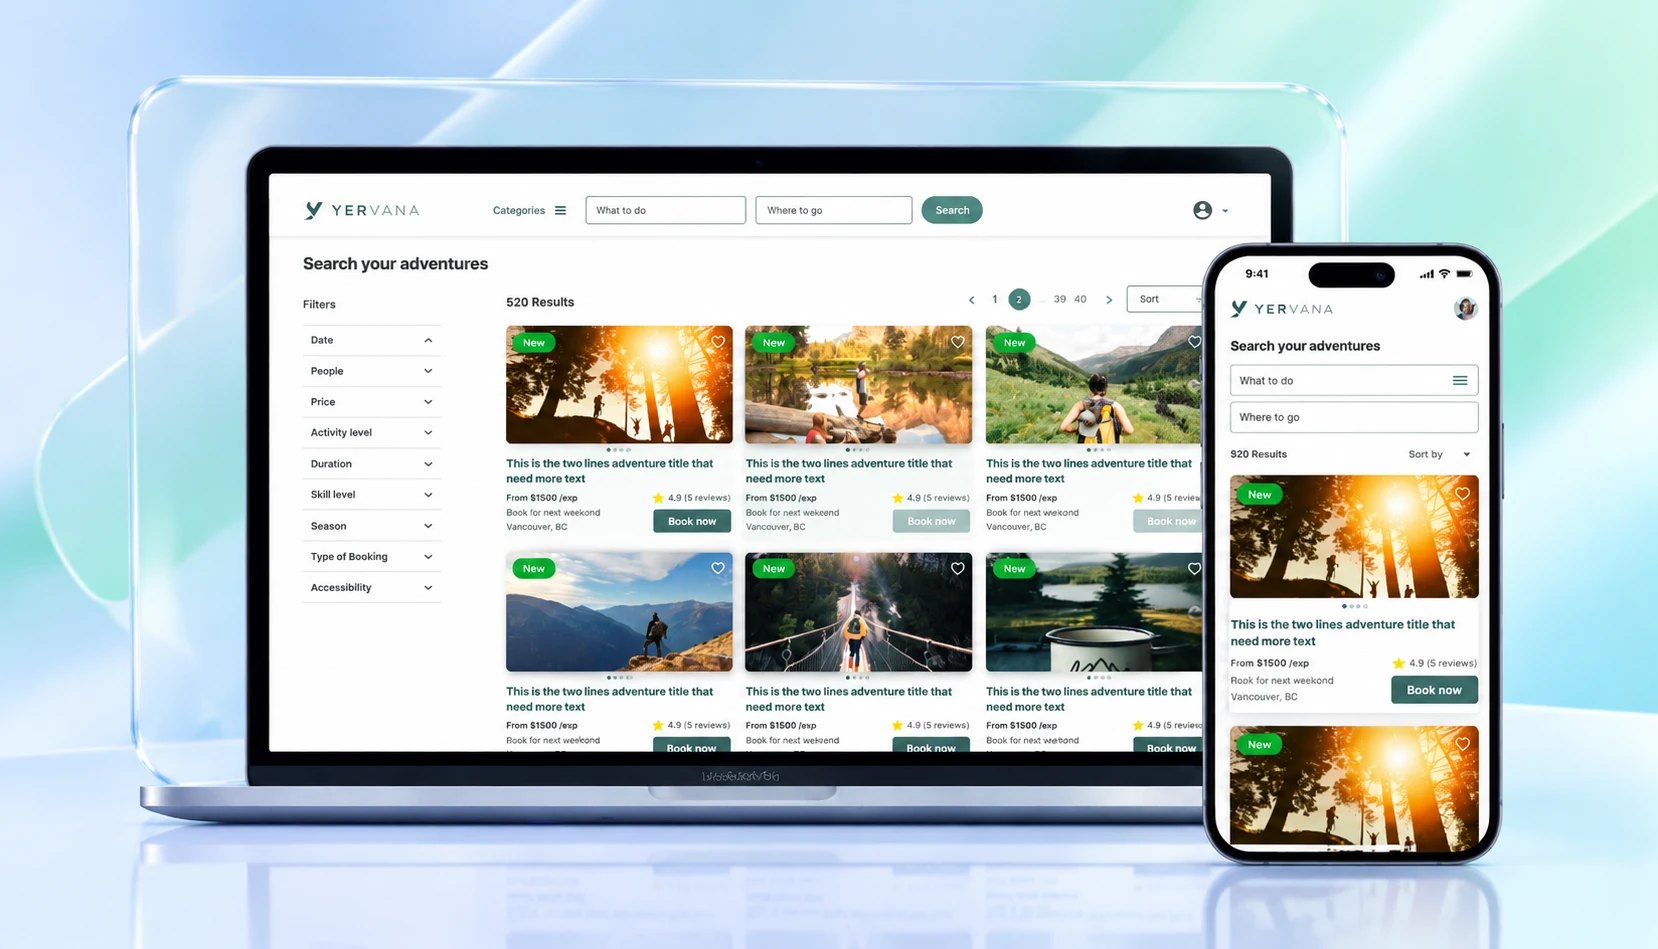 YERVANA
Categories
What to do
Where to go
Search
Search your adventures
Filters
Date
People
Price
Activity level
Duration
Skill level
Season
Type of Booking
Accessibility
520 Results
1 2 ... 39 40
Sort
New
This is the two lines adventure title that
need more text
From $1500 /exp
4.9 (5 reviews)
Book for next weekend
Vancouver, BC
Book now
New
This is the two lines adventure title that
need more text
From $1500 /exp
4.9 (5 reviews)
Book for next weekend
Vancouver, BC
Book now
New
This is the two lines adventure title that
need more text
From $1500 /exp
4.9 (5
Book for next weekend
Vancouver, BC
Book now
New
This is the two lines adventure title that
need more text
From $1500 /exp
4.9 (5 reviews)
Book for next weekend
Book now
New
This is the two lines adventure title that
need more text
From $1500 /exp
4.9 (5 reviews)
Book for next weekend
Book now
New
This is the two lines adventure title that
need more text
From $1500 /exp
4.9 (5
Book for next weekend
Book now
9:41
YERVANA
Search your adventures
What to do
Where to go
520 Results
Sort by
New
This is the two lines adventure title that
need more text
From $1500 /exp
4.9 (5 reviews)
Book for next weekend
Vancouver, BC
Book now
New